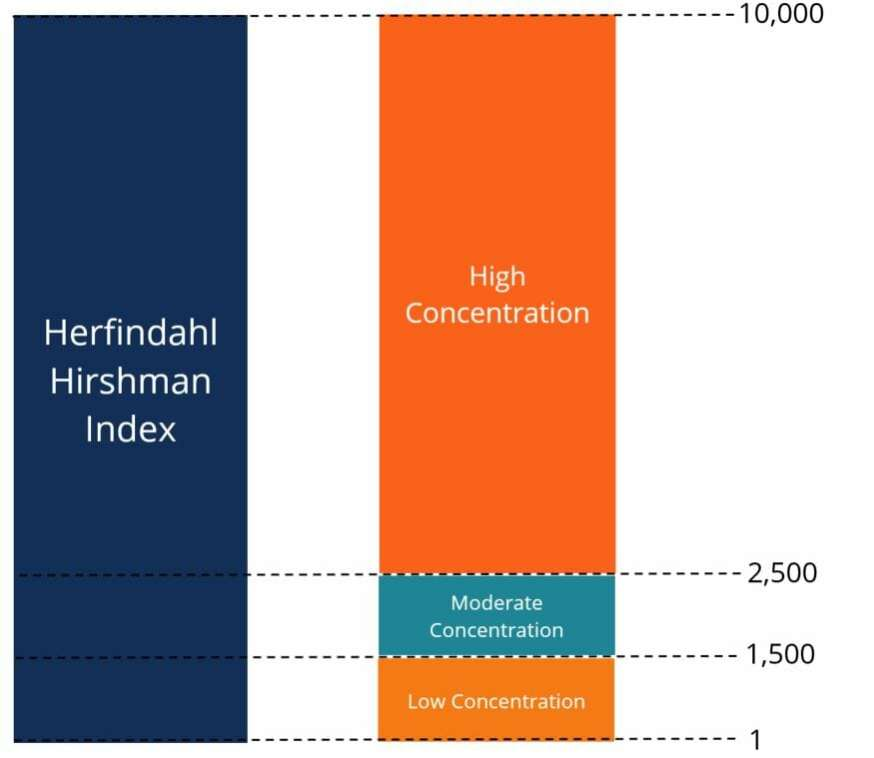 10,000
High
Concentration
Herfindahl
Hirshman
Index
2,500
Moderate
Concentration
1,500
Low Concentration
1